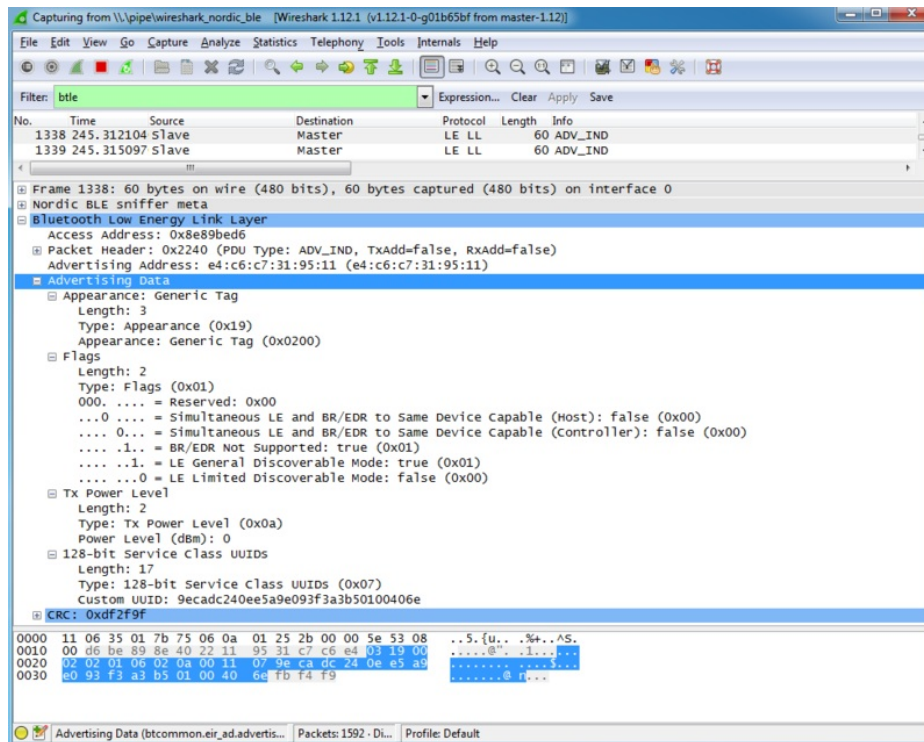 Capturing from \\.\pipe\wireshark_nordic_ble [Wireshark 1.12.1 (v1.12.1-0-g01b65bf from master-1.12)]
File Edit View Go Capture Analyze Statistics Telephony Tools Internals Help
Filter: btle Expression... Clear Apply Save
No. Time Source Destination Protocol Length Info
1338 245.312104 Slave Master LE LL 60 ADV_IND
1339 245.315097 Slave Master LE LL 60 ADV_IND
Frame 1338: 60 bytes on wire (480 bits), 60 bytes captured (480 bits) on interface 0
Nordic BLE sniffer meta
Bluetooth Low Energy Link Layer
Access Address: 0x8e89bed6
Packet Header: 0x2240 (PDU Type: ADV_IND, TxAdd=false, RxAdd=false)
Advertising Address: e4:c6:c7:31:95:11 (e4:c6:c7:31:95:11)
Advertising Data
Appearance: Generic Tag
Length: 3
Type: Appearance (0x19)
Appearance: Generic Tag (0x0200)
Flags
Length: 2
Type: Flags (0x01)
000. .... = Reserved: 0x00
...0 .... = Simultaneous LE and BR/EDR to Same Device Capable (Host): false (0x00)
.... 0... = Simultaneous LE and BR/EDR to Same Device Capable (Controller): false (0x00)
.... .1.. = BR/EDR Not Supported: true (0x01)
.... ..1. = LE General Discoverable Mode: true (0x01)
.... ...0 = LE Limited Discoverable Mode: false (0x00)
Tx Power Level
Length: 2
Type: Tx Power Level (0x0a)
Power Level (dBm): 0
128-bit Service Class UUIDs
Length: 17
Type: 128-bit Service Class UUIDs (0x07)
Custom UUID: 9ecadc240ee5a9e093f3a3b50100406e
CRC: 0xdf2f9f
0000 11 06 35 01 7b 75 06 0a 01 25 2b 00 00 5e 53 08 ..5.{u.. .%+..^S.
0010 00 d6 be 89 8e 40 22 11 95 31 c7 c6 e4 03 19 00 .....@". .1......
0020 02 02 01 06 02 0a 00 11 07 9e ca dc 24 0e e5 a9 ........ ....$...
0030 e0 93 f3 a3 b5 01 00 40 6e fb f4 f9 .......@ n...
Advertising Data (btcommon.eir_ad.advertis... Packets: 1592 · Di... Profile: Default